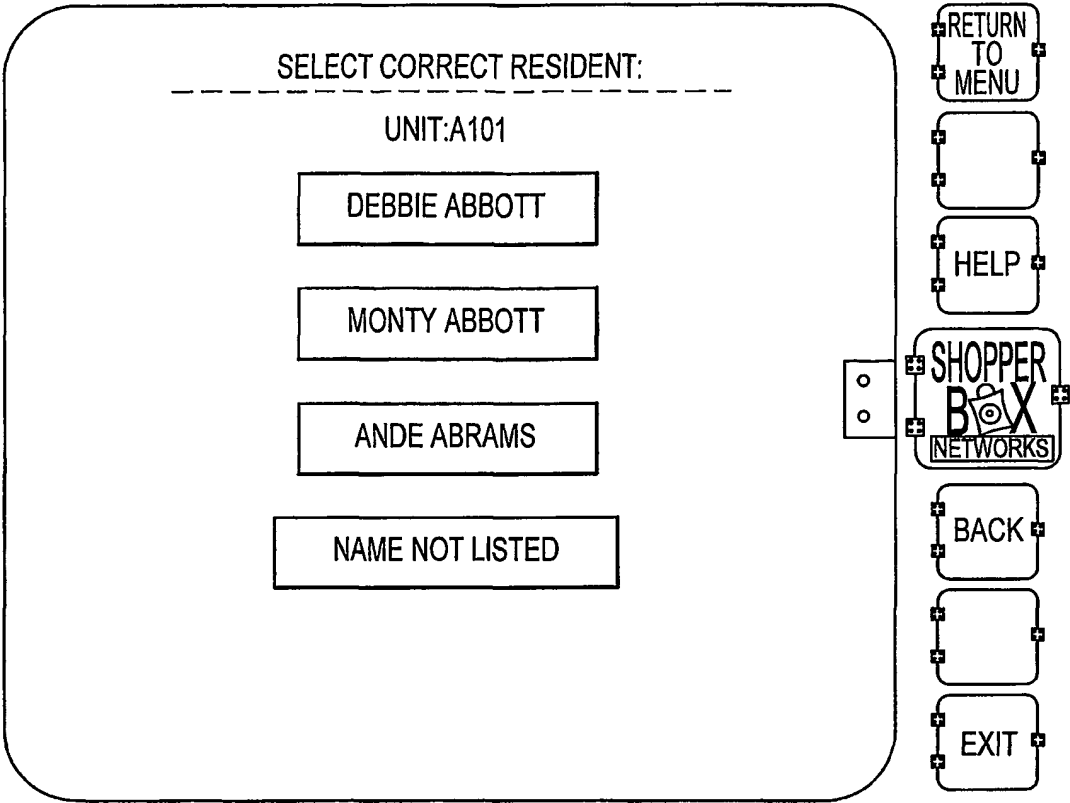 SELECT CORRECT RESIDENT:
UNIT:A101
DEBBIE ABBOTT
MONTY ABBOTT
ANDE ABRAMS
NAME NOT LISTED
RETURN
TO
MENU
HELP
SHOPPER
BOX
NETWORKS
BACK
EXIT